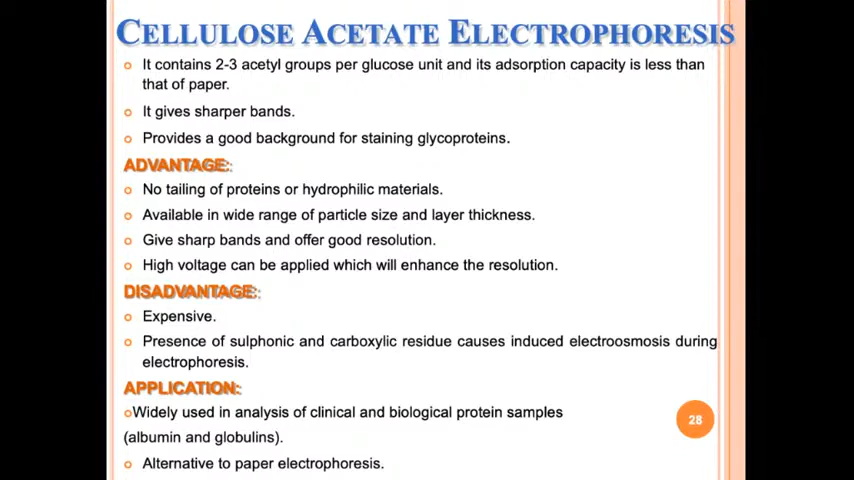 CELLULOSE ACETATE ELECTROPHORESIS
It contains 2-3 acetyl groups per glucose unit and its adsorption capacity is less than
that of paper.
It gives sharper bands.
Provides a good background for staining glycoproteins.
ADVANTAGE:
No tailing of proteins or hydrophilic materials.
Available in wide range of particle size and layer thickness.
Give sharp bands and offer good resolution.
High voltage can be applied which will enhance the resolution.
DISADVANTAGE:
Expensive.
Presence of sulphonic and carboxylic residue causes induced electroosmosis during
electrophoresis.
APPLICATION:
Widely used in analysis of clinical and biological protein samples
(albumin and globulins).
Alternative to paper electrophoresis.
28